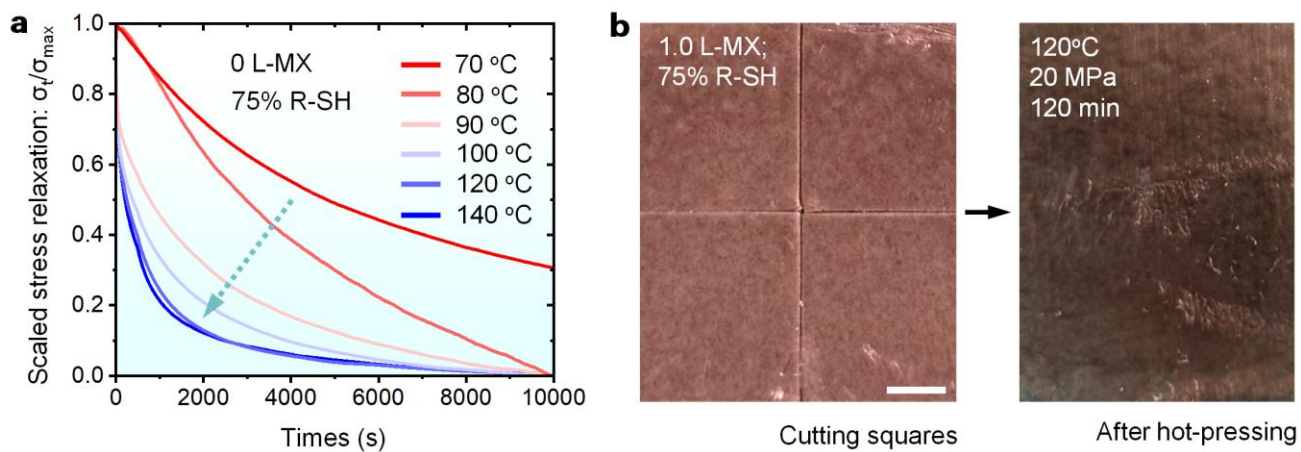 a
Scaled stress relaxation: σt/σmax
1.0
0.8
0.6
0.4
0.2
0.0
0 L-MX
75% R-SH
70 °C
80 °C
90 °C
100 °C
120 °C
140 °C
0
2000
4000
6000
8000
10000
Times (s)
b
1.0 L-MX;
75% R-SH
Cutting squares
120°C
20 MPa
120 min
After hot-pressing